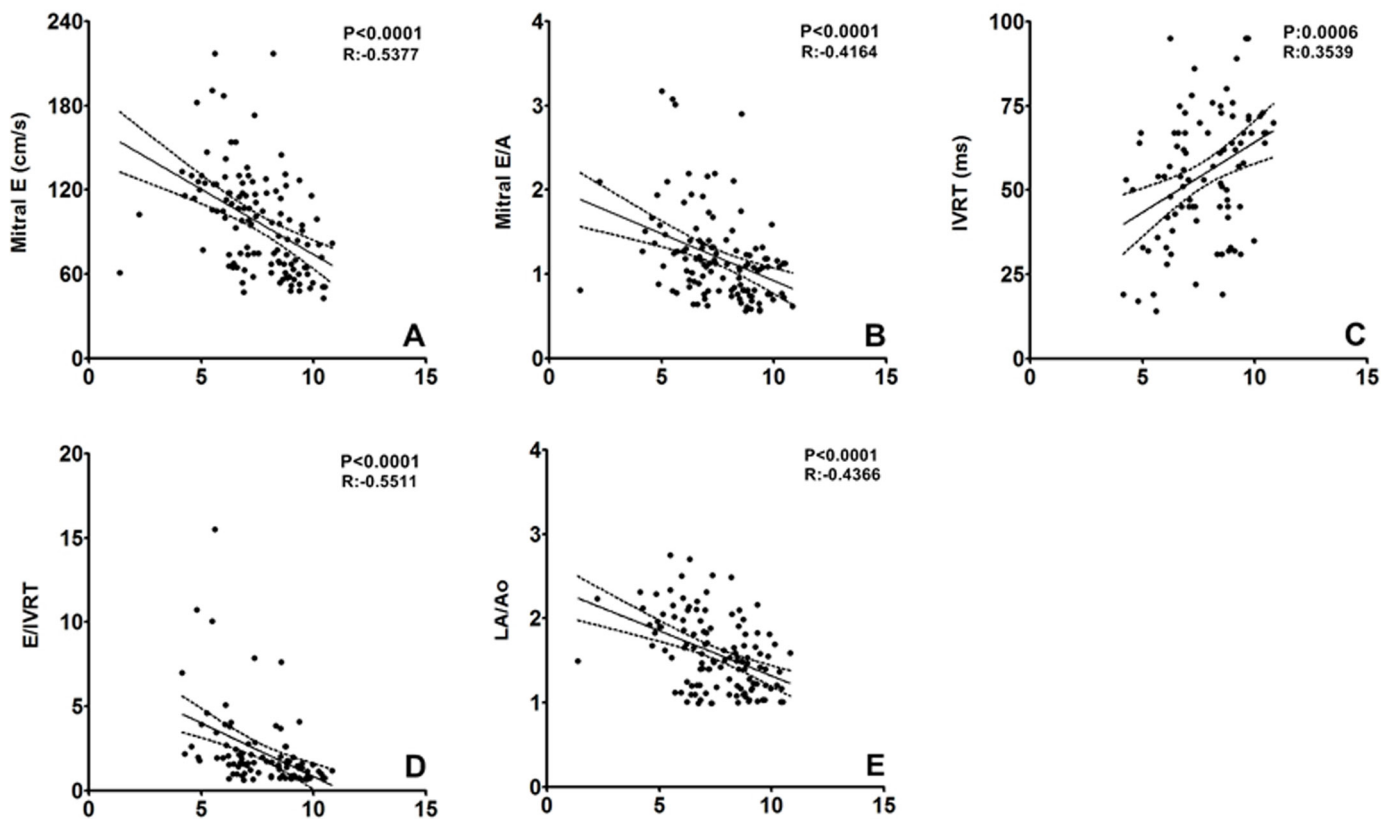 Mitral E (cm/s)
240
180
120
60
0
0 5 10 15
P<0.0001
R:-0.5377
A
Mitral E/A
4
3
2
1
0
0 5 10 15
P<0.0001
R:-0.4164
B
IVRT (ms)
100
75
50
25
0
0 5 10 15
P:0.0006
R:0.3539
C
E/IVRT
20
15
10
5
0
0 5 10 15
P<0.0001
R:-0.5511
D
LA/Ao
4
3
2
1
0
0 5 10 15
P<0.0001
R:-0.4366
E